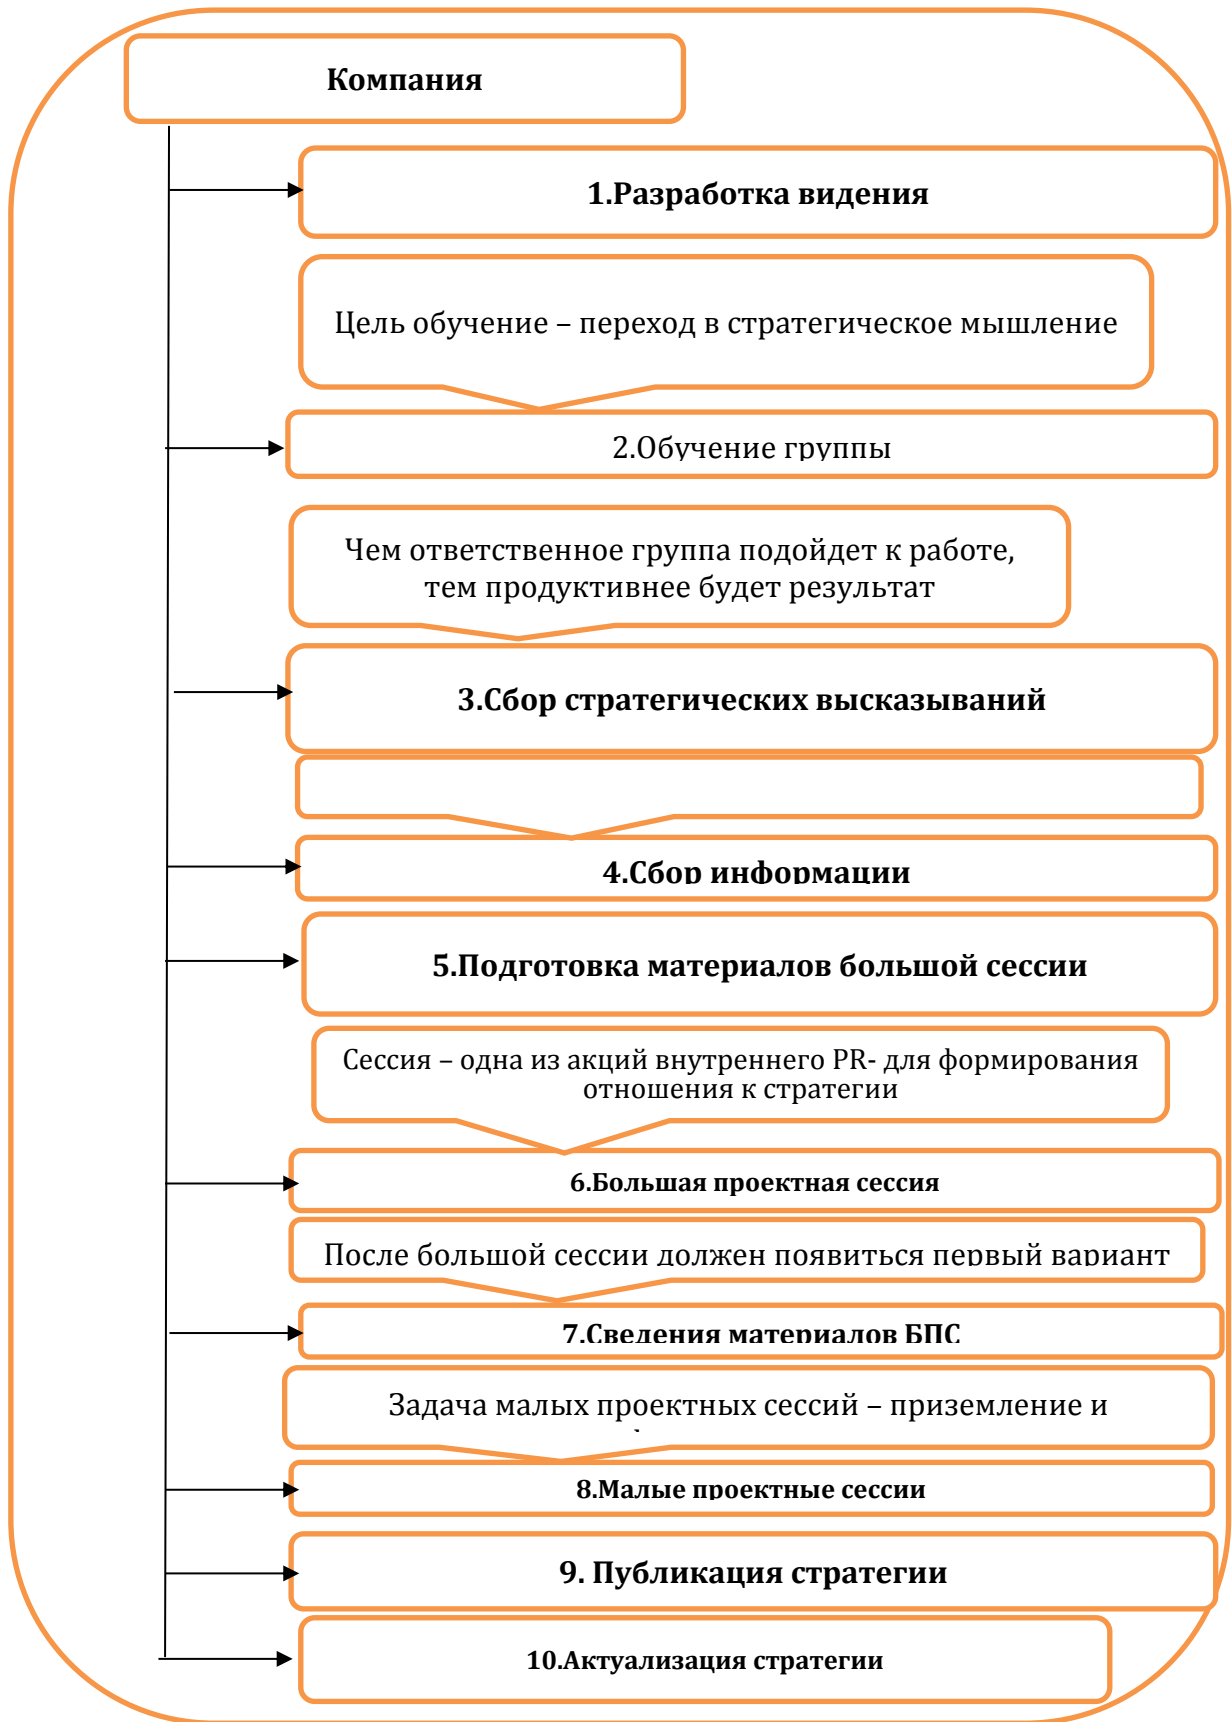 Компания
1.Разработка видения
Цель обучение – переход в стратегическое мышление
2.Обучение группы
Чем ответственное группа подойдет к работе,
тем продуктивнее будет результат
3.Сбор стратегических высказываний
4.Сбор информации
5.Подготовка материалов большой сессии
Сессия – одна из акций внутреннего PR- для формирования
отношения к стратегии
6.Большая проектная сессия
После большой сессии должен появиться первый вариант
7.Сведения материалов БПС
Задача малых проектных сессий – приземление и
8.Малые проектные сессии
9. Публикация стратегии
10.Актуализация стратегии